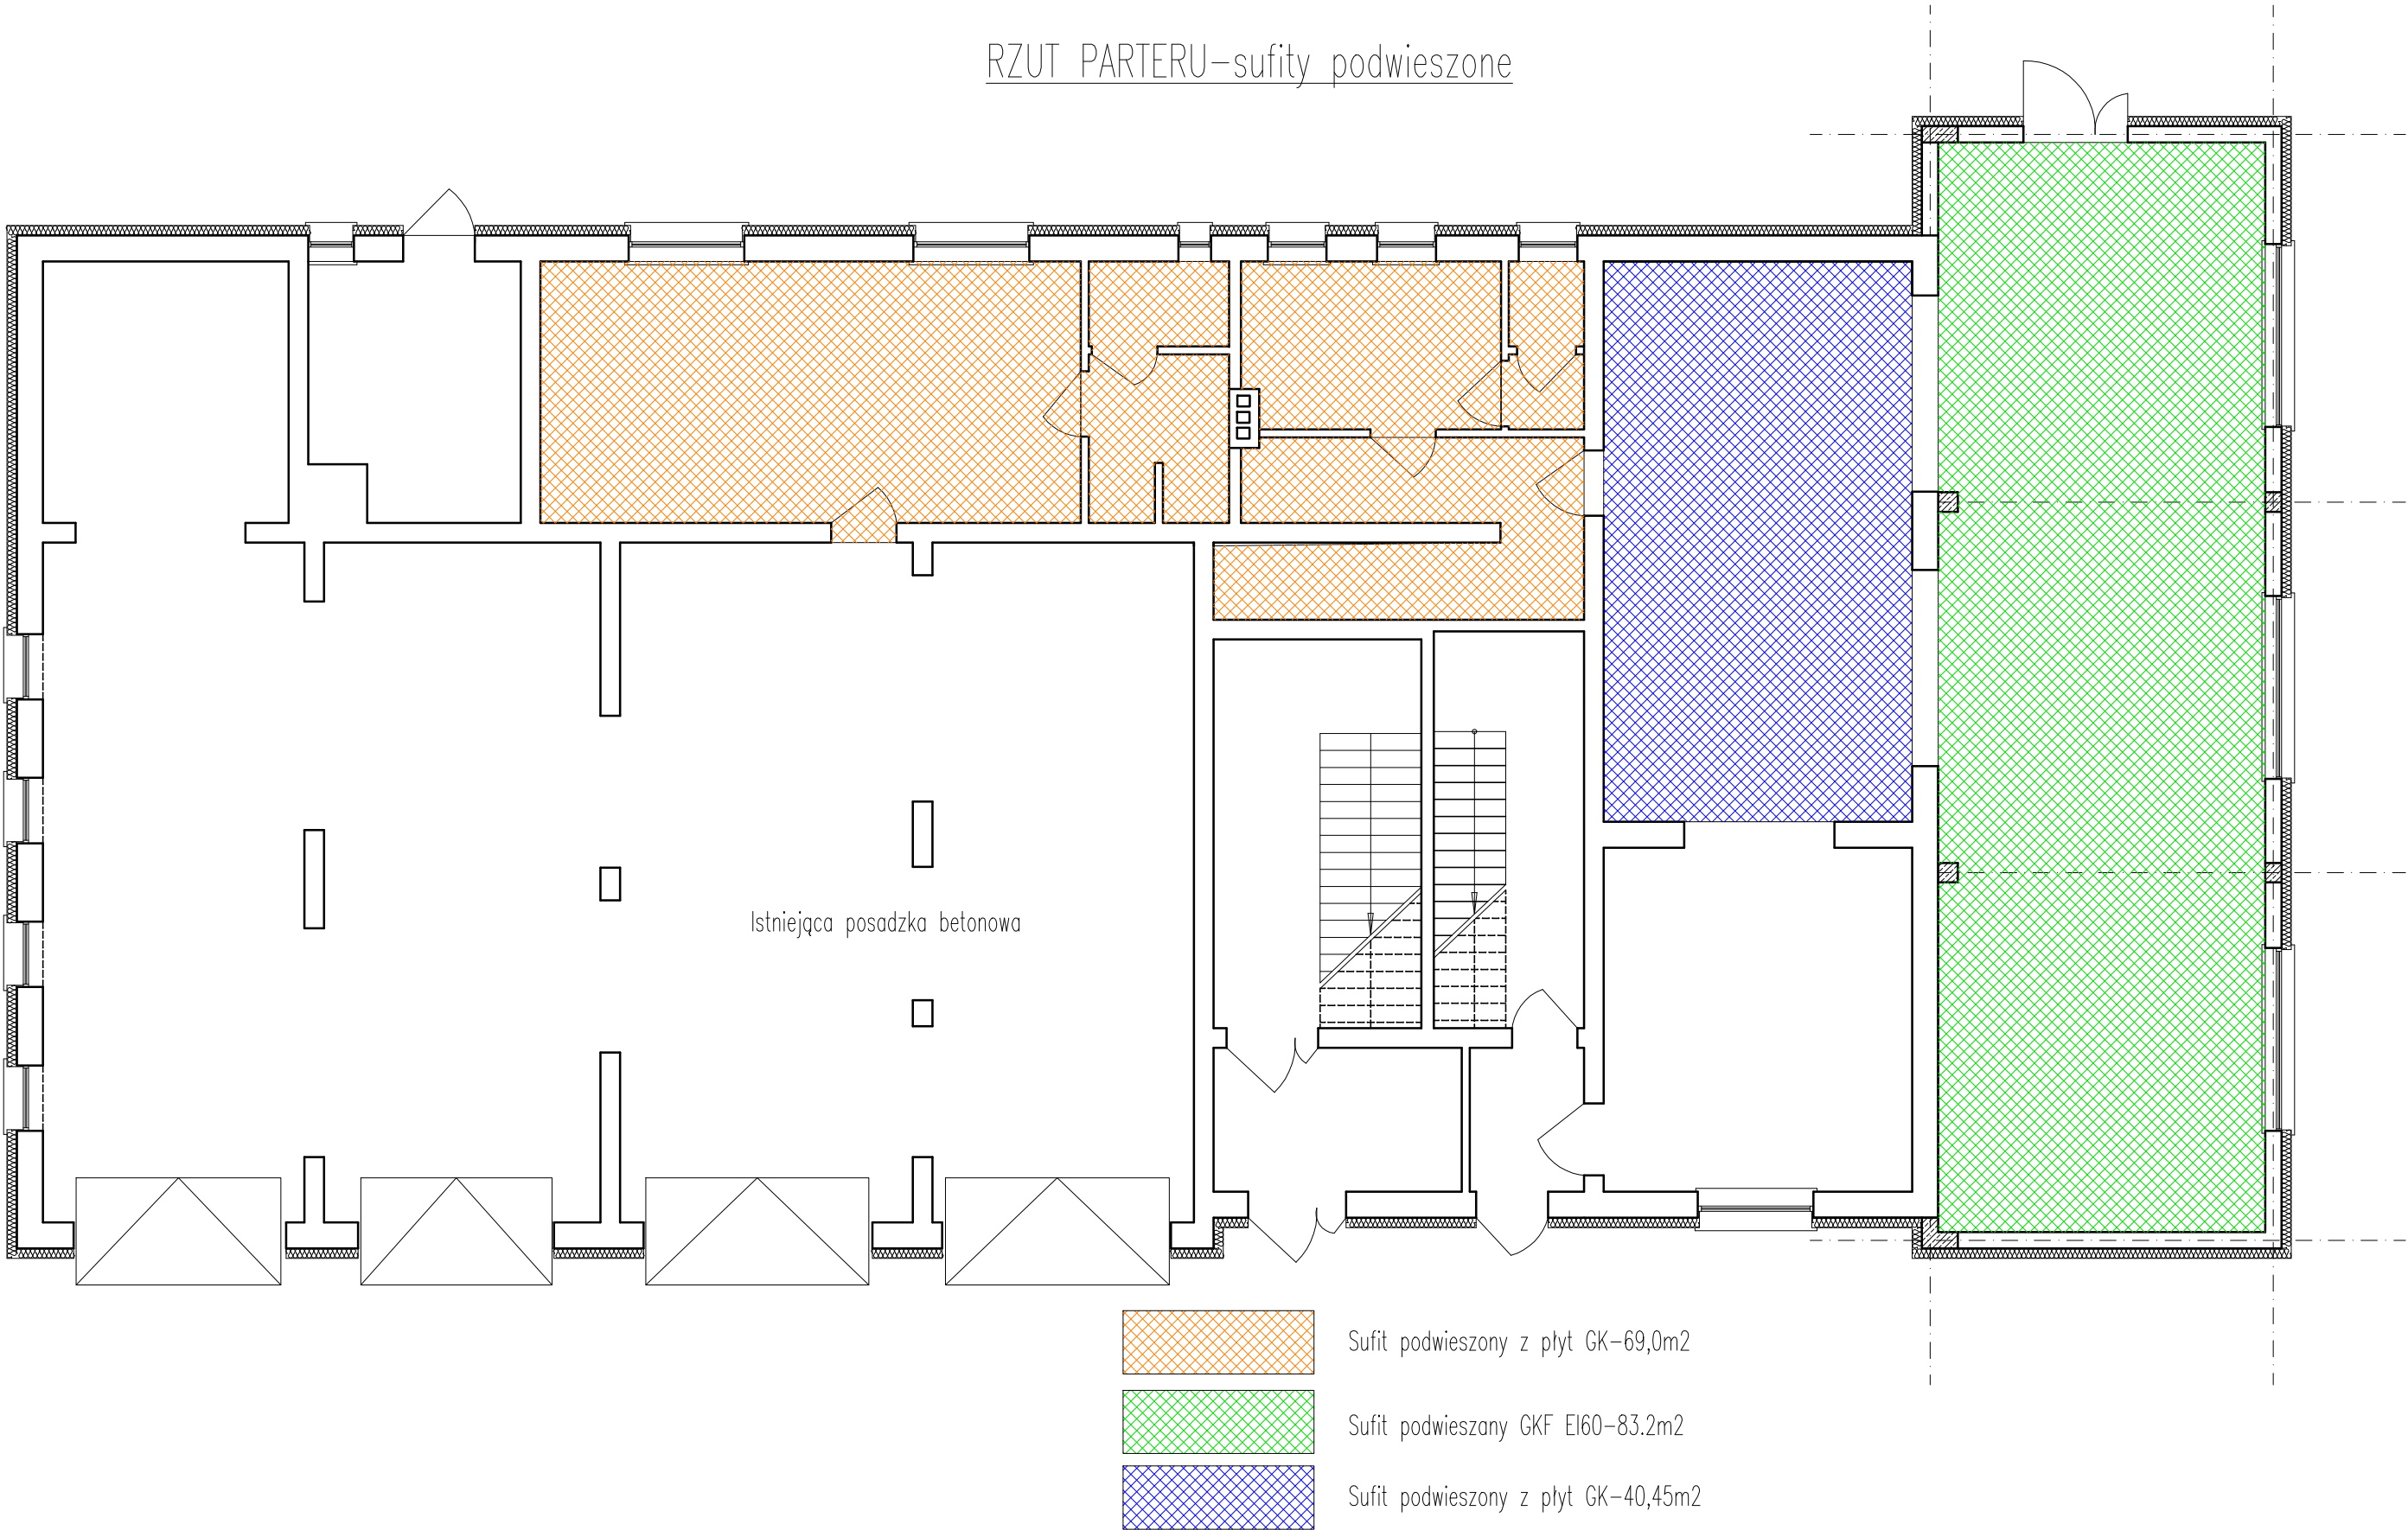 RZUT PARTERU-sufity podwieszone
Istniejąca posadzka betonowa
Sufit podwieszony z płyt GK-69,0m2
Sufit podwieszany GKF EI60-83.2m2
Sufit podwieszony z płyt GK-40,45m2